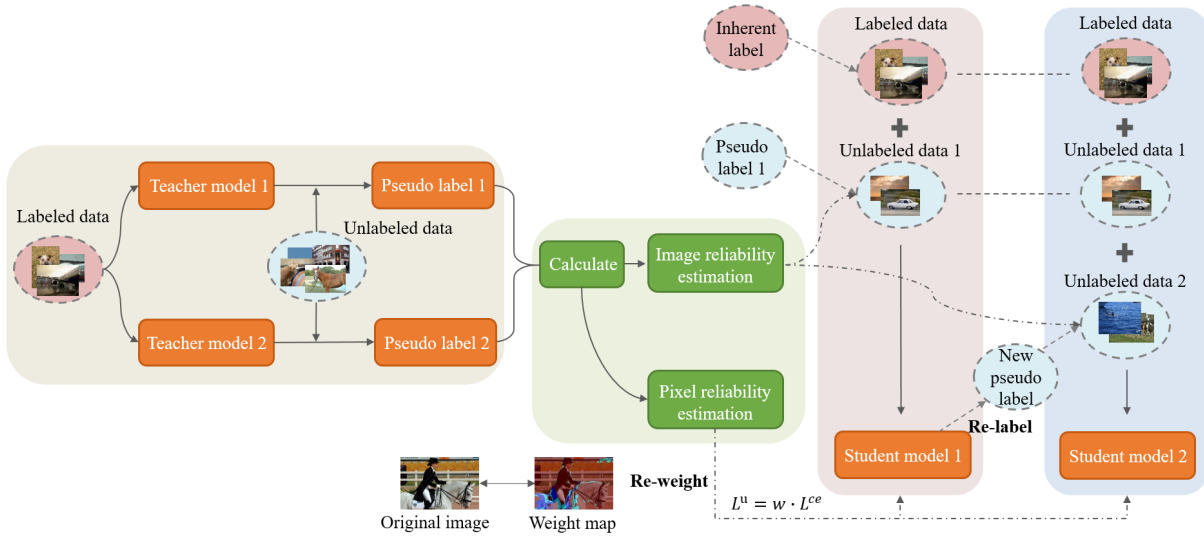 Labeled data
Teacher model 1
Pseudo label 1
Unlabeled data
Teacher model 2
Pseudo label 2
Calculate
Image reliability
estimation
Pixel reliability
estimation
Original image
Weight map
Re-weight
L^u = w · L^ce
Inherent
label
Pseudo
label 1
Labeled data
Unlabeled data 1
Student model 1
New
pseudo
label
Re-label
Labeled data
Unlabeled data 1
Unlabeled data 2
Student model 2